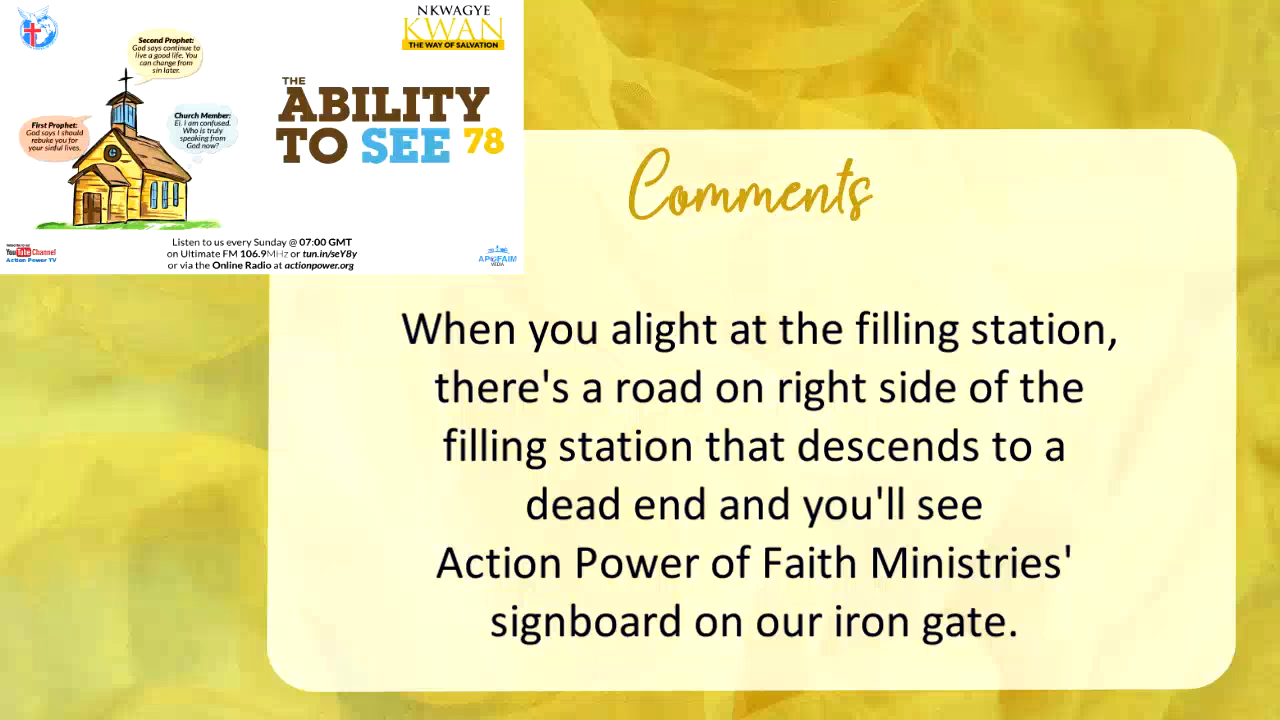 NKWAGYE
KWAN
THE WAY OF SALVATION
Second Prophet:
God says continue to
live a good life. You
can change from
sin later.
First Prophet:
God says I should
rebuke you for
your sinful lives.
Church Member:
Ei. I am confused.
Who is truly
speaking from
God now?
THE
ABILITY
TO SEE 78
YouTube Channel
Action Power TV
Listen to us every Sunday @ 07:00 GMT
on Ultimate FM 106.9MHz or tun.in/seY8y
or via the Online Radio at actionpower.org
Comments
When you alight at the filling station,
there's a road on right side of the
filling station that descends to a
dead end and you'll see
Action Power of Faith Ministries'
signboard on our iron gate.